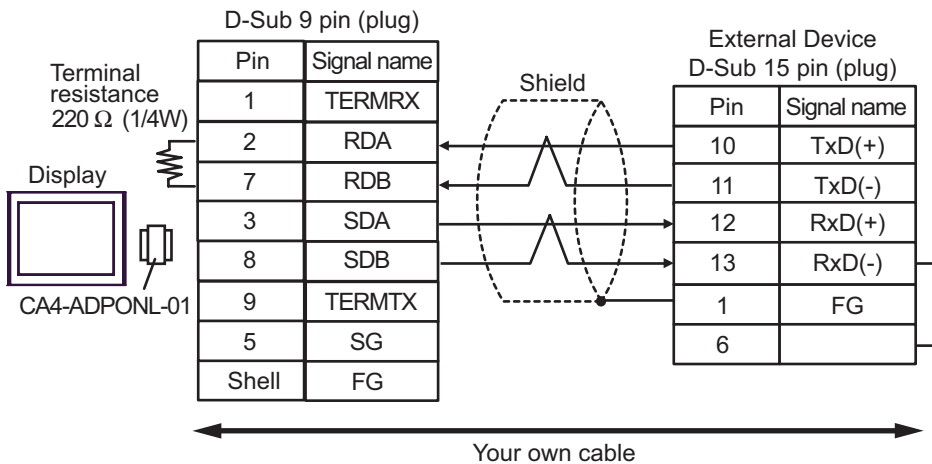 D-Sub 9 pin (plug)
Pin Signal name
1 TERMRX
2 RDA
7 RDB
3 SDA
8 SDB
9 TERMTX
5 SG
Shell FG
Terminal
resistance
220 Ω (1/4W)
Display
CA4-ADPONL-01
Shield
External Device
D-Sub 15 pin (plug)
Pin Signal name
10 TxD(+)
11 TxD(-)
12 RxD(+)
13 RxD(-)
1 FG
6
Your own cable